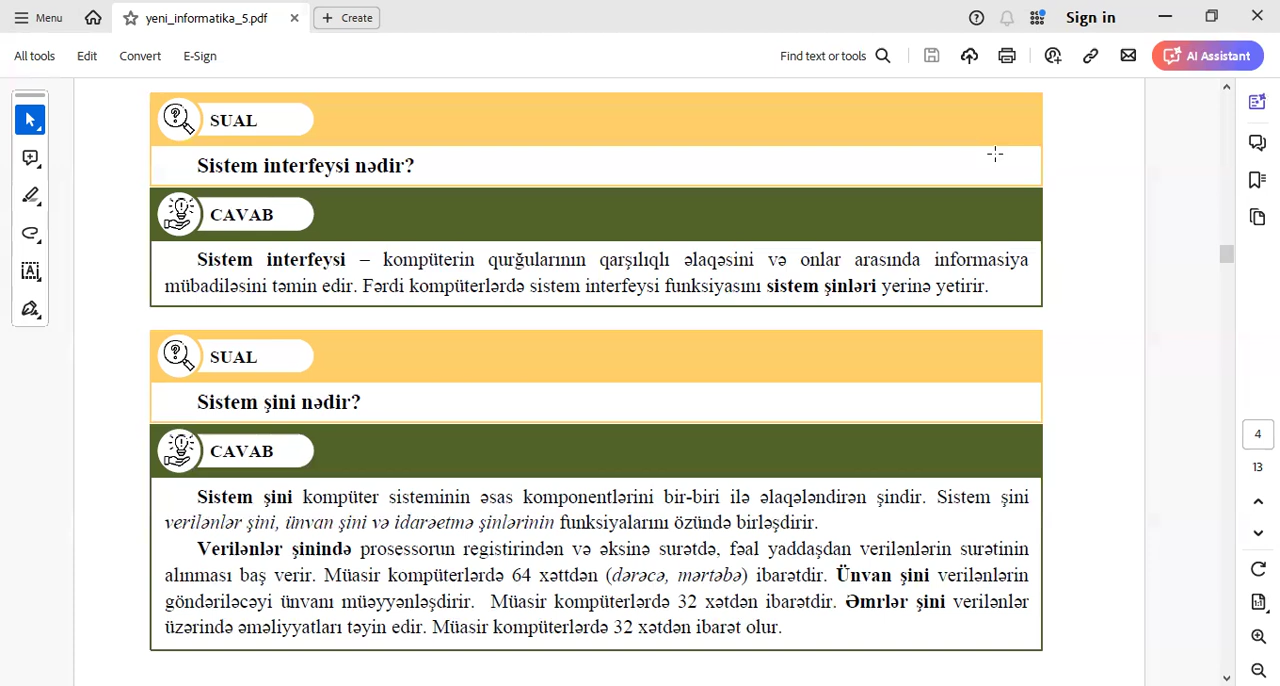 Menu
yeni_informatika_5.pdf
Create
Sign in
All tools
Edit
Convert
E-Sign
Find text or tools
AI Assistant
SUAL
Sistem interfeysi nədir?
CAVAB
Sistem interfeysi – kompüterin qurğularının qarşılıqlı əlaqəsini və onlar arasında informasiya
mübadiləsini təmin edir. Fərdi kompüterlərdə sistem interfeysi funksiyasını sistem şinləri yerinə yetirir.
SUAL
Sistem şini nədir?
CAVAB
Sistem şini kompüter sisteminin əsas komponentlərini bir-biri ilə əlaqələndirən şindir. Sistem şini
verilənlər şini, ünvan şini və idarəetmə şinlərinin funksiyalarını özündə birləşdirir.
Verilənlər şinində prosessorun registirindən və əksinə surətdə, fəal yaddaşdan verilənlərin surətinin
alınması baş verir. Müasir kompüterlərdə 64 xəttdən (dərəcə, mərtəbə) ibarətdir. Ünvan şini verilənlərin
göndəriləcəyi ünvanı müəyyənləşdirir. Müasir kompüterlərdə 32 xətdən ibarətdir. Əmrlər şini verilənlər
üzərində əməliyyatları təyin edir. Müasir kompüterlərdə 32 xətdən ibarət olur.
4
13